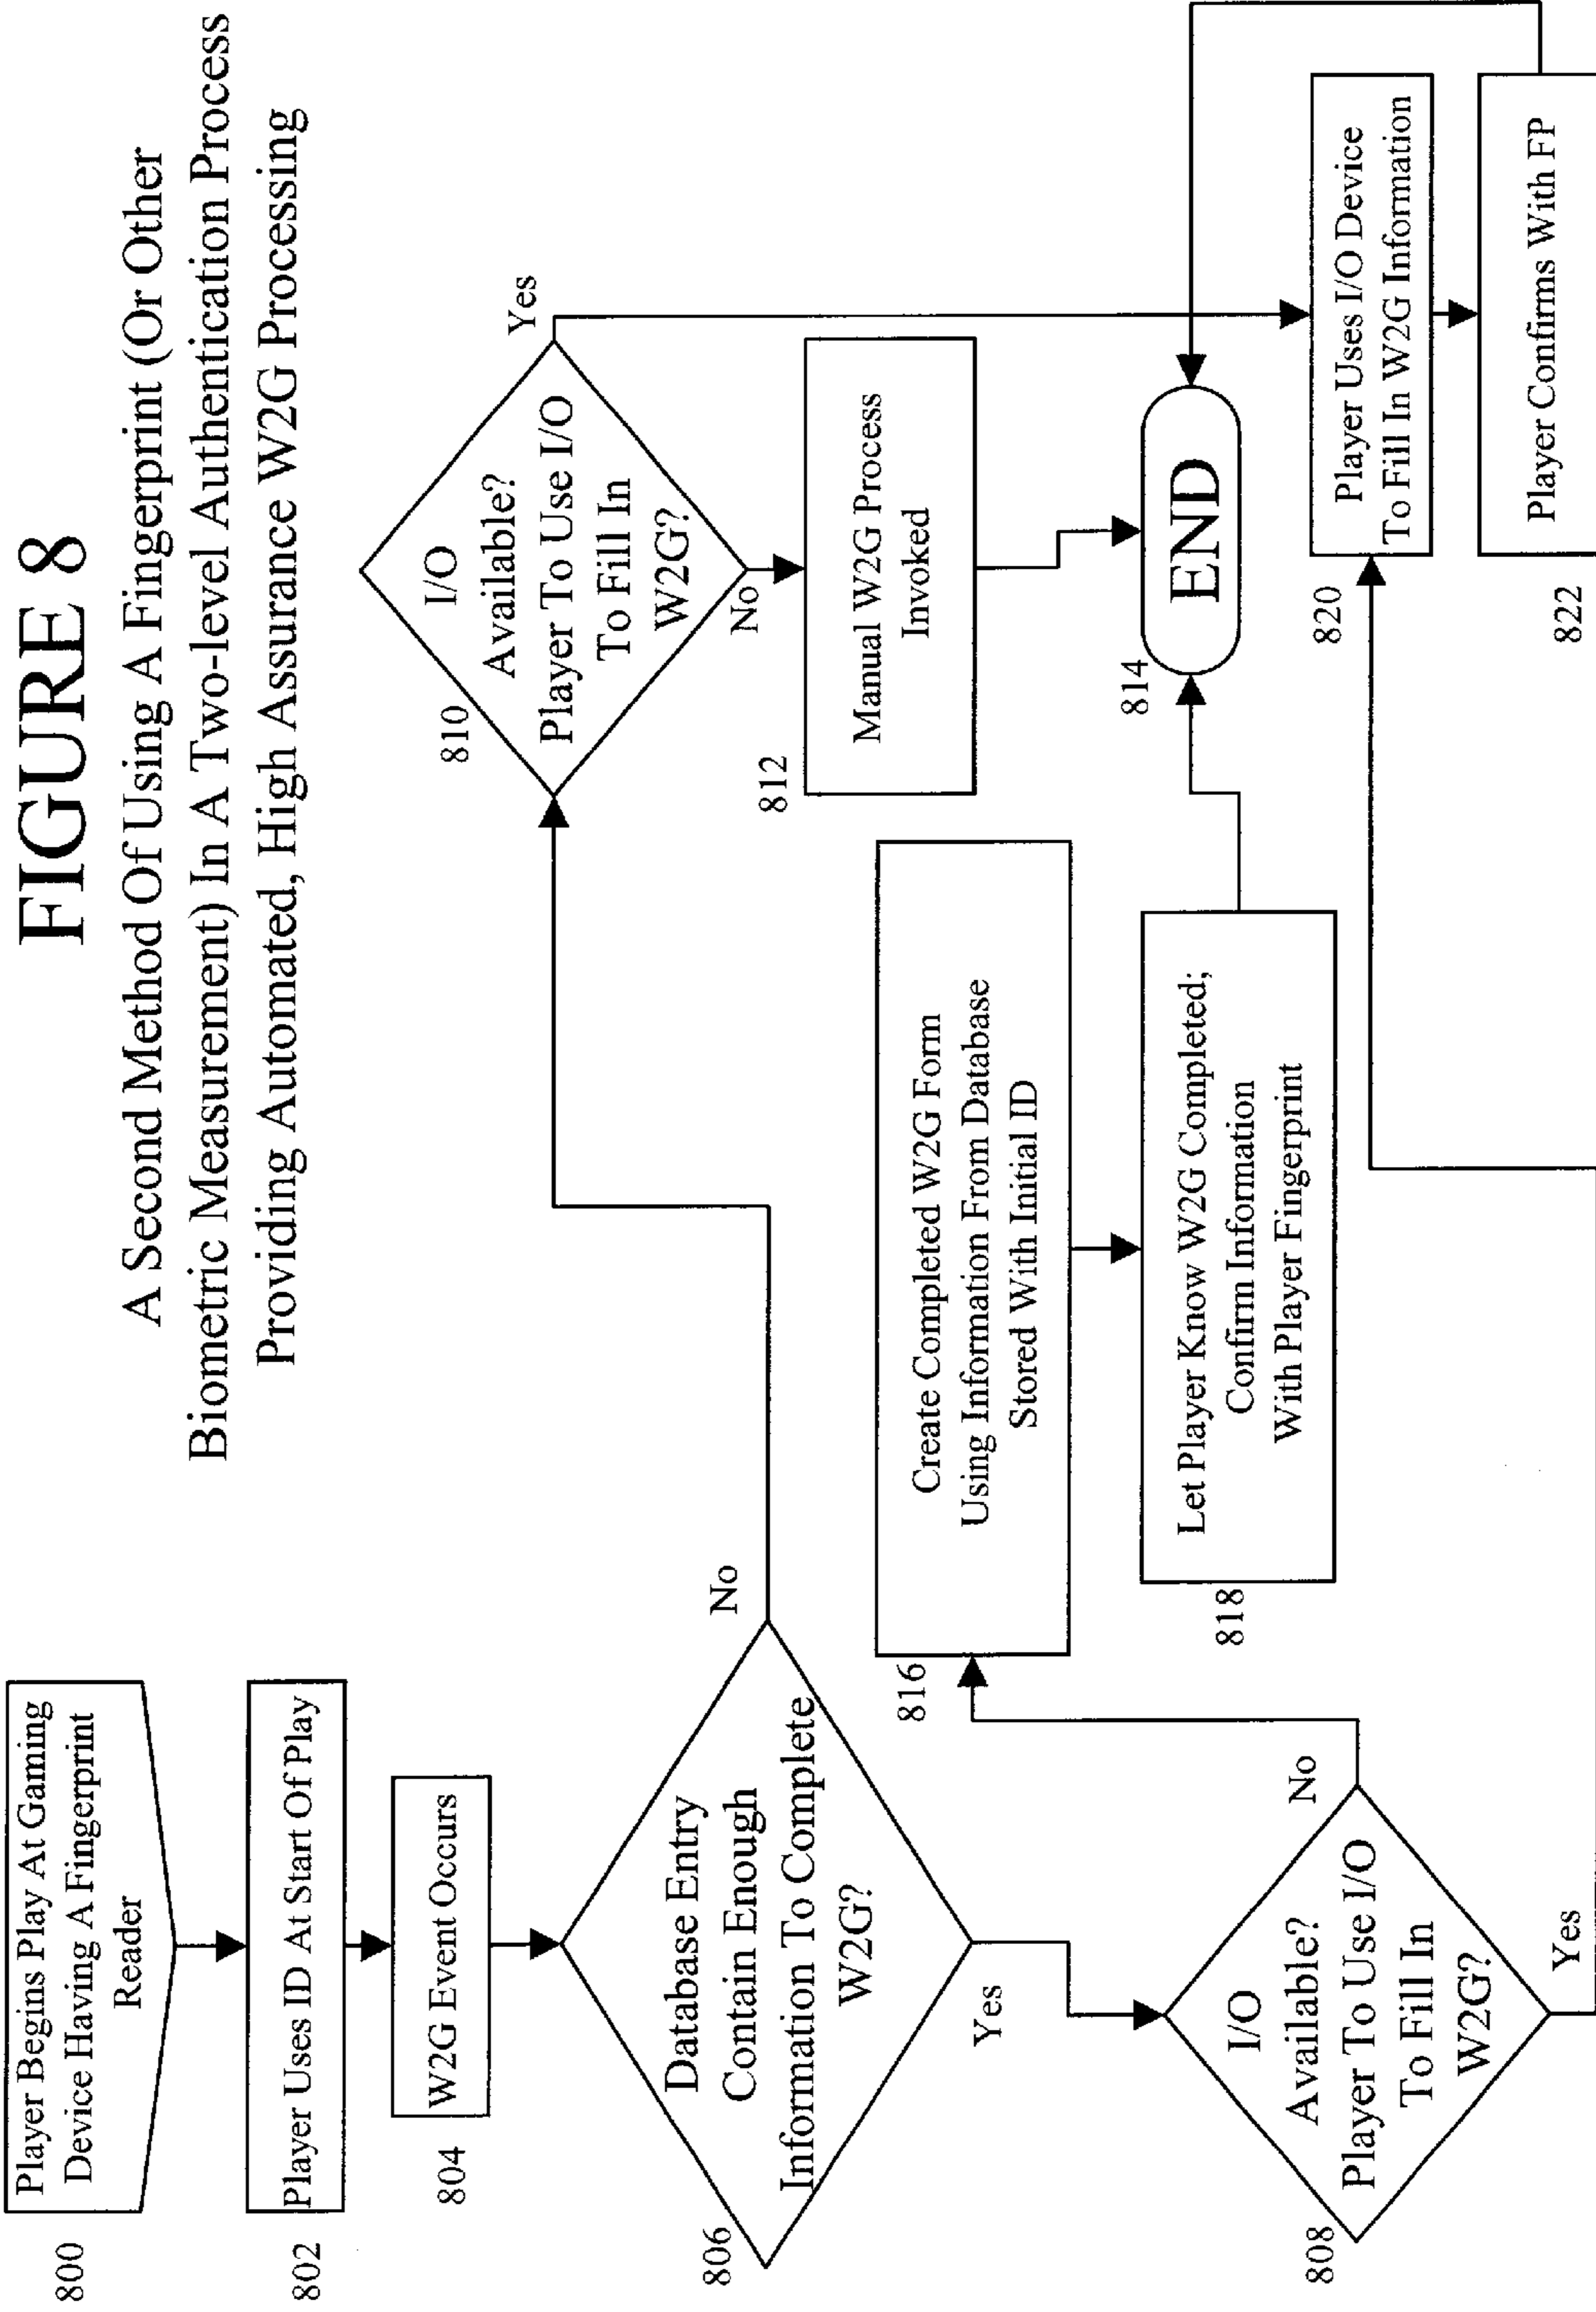 FIGURE 8
A Second Method Of Using A Fingerprint (Or Other
Biometric Measurement) In A Two-level Authentication Process
Providing Automated, High Assurance W2G Processing
800
Player Begins Play At Gaming
Device Having A Fingerprint
Reader
802
Player Uses ID At Start Of Play
804
W2G Event Occurs
806
Database Entry
Contain Enough
Information To Complete
W2G?
No
Yes
808
I/O
Available?
Player To Use I/O
To Fill In
W2G?
No
Yes
810
I/O
Available?
Player To Use I/O
To Fill In
W2G?
Yes
No
812
Manual W2G Process
Invoked
814
END
816
Create Completed W2G Form
Using Information From Database
Stored With Initial ID
818
Let Player Know W2G Completed;
Confirm Information
With Player Fingerprint
820
Player Uses I/O Device
To Fill In W2G Information
822
Player Confirms With FP